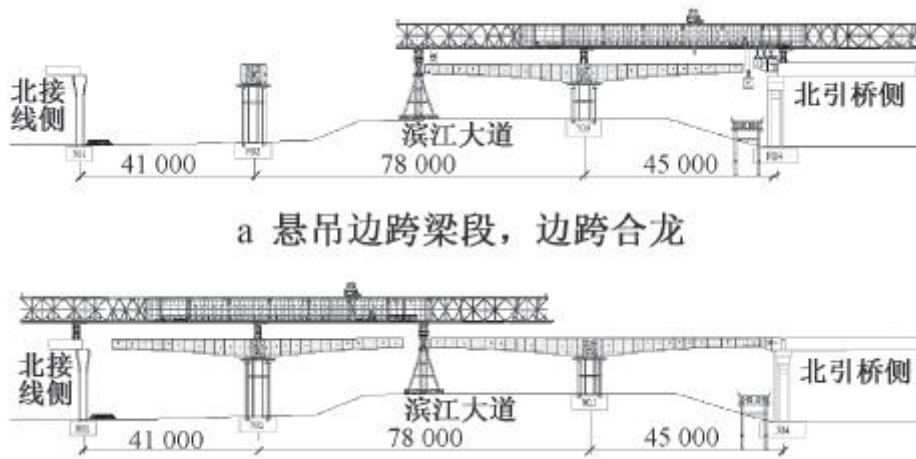 北接
线侧
滨江大道
北引桥侧
41 000
78 000
45 000
a 悬吊边跨梁段，边跨合龙
北接
线侧
滨江大道
北引桥侧
41 000
78 000
45 000